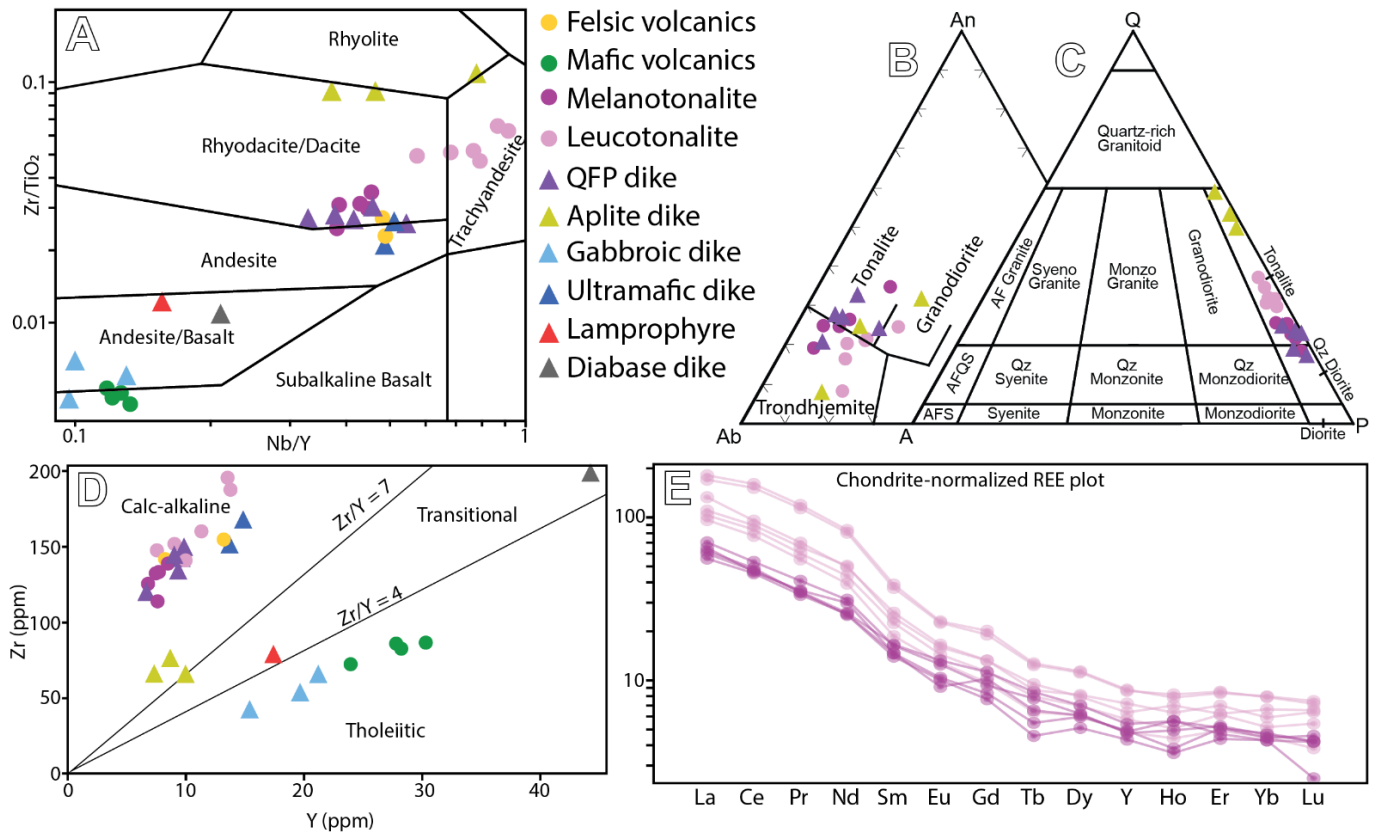 A
Rhyolite
Rhyodacite/Dacite
Andesite
Andesite/Basalt
Subalkaline Basalt
Trachyandesite
0.1
0.01
Zr/TiO₂
0.1
1
Nb/Y
Felsic volcanics
Mafic volcanics
Melanotonalite
Leucotonalite
QFP dike
Aplite dike
Gabbroic dike
Ultramafic dike
Lamprophyre
Diabase dike
B
An
Tonalite
Granodiorite
Trondhjemite
Ab
C
Q
Quartz-rich
Granitoid
AF Granite
Syeno
Granite
Monzo
Granite
Granodiorite
Tonalite
AFQS
Qz
Syenite
Qz
Monzonite
Qz
Monzodiorite
Qz Diorite
AFS
Syenite
Monzonite
Monzodiorite
Diorite
A
P
D
Calc-alkaline
Zr/Y = 7
Transitional
Zr/Y = 4
Tholeiitic
200
150
100
50
0
Zr (ppm)
0
10
20
30
40
Y (ppm)
E
Chondrite-normalized REE plot
100
10
La
Ce
Pr
Nd
Sm
Eu
Gd
Tb
Dy
Y
Ho
Er
Yb
Lu